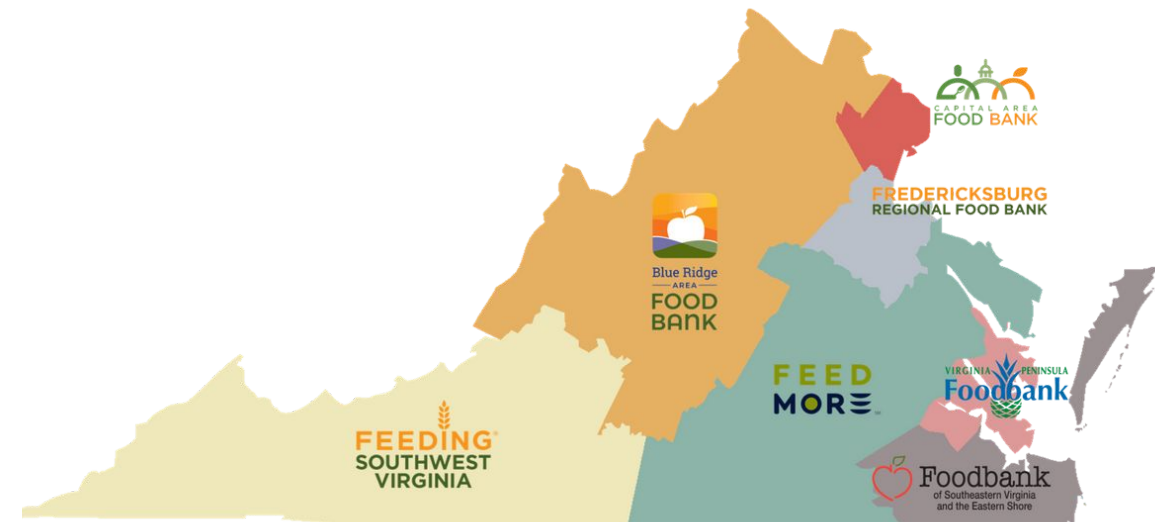 CAPITAL AREA
FOOD BANK
FREDERICKSBURG
REGIONAL FOOD BANK
Blue Ridge
AREA
FOOD
BANK
FEED
MORE
VIRGINIA PENINSULA
Foodbank
FEEDING
SOUTHWEST
VIRGINIA
Foodbank
of Southeastern Virginia
and the Eastern Shore